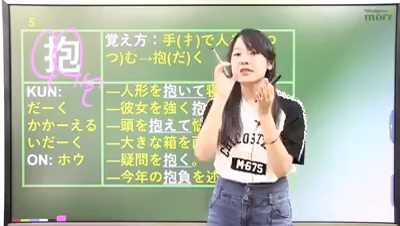 5
抱
覚え方：手(扌)で人
つ)む→抱(だ)く
KUN:
だーく
かかーえる
いだーく
ON: ホウ
―人形を抱いて
―彼女を強く抱
―頭を抱えて
―大きな箱を
―疑問を抱く。
―今年の抱負を述
M-675